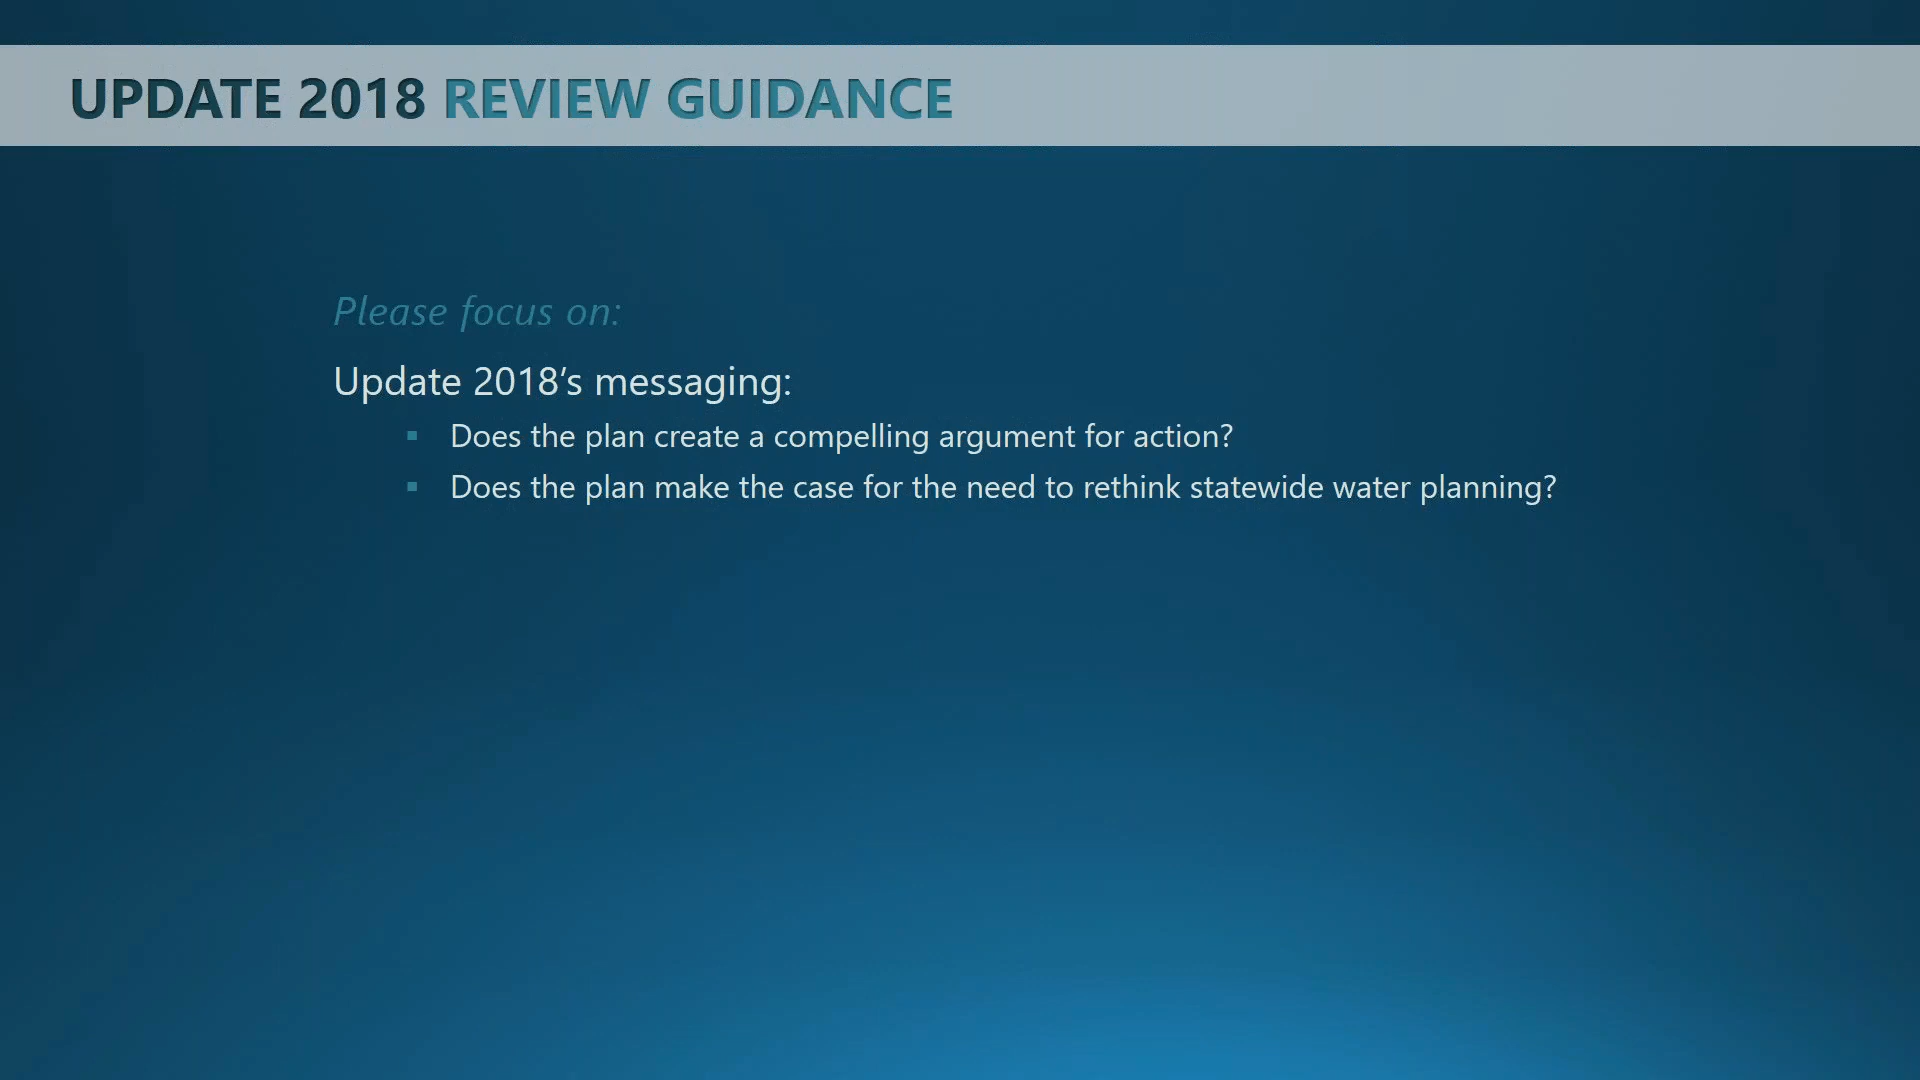 UPDATE 2018 REVIEW GUIDANCE
Please focus on:
Update 2018’s messaging:
▪ Does the plan create a compelling argument for action?
▪ Does the plan make the case for the need to rethink statewide water planning?